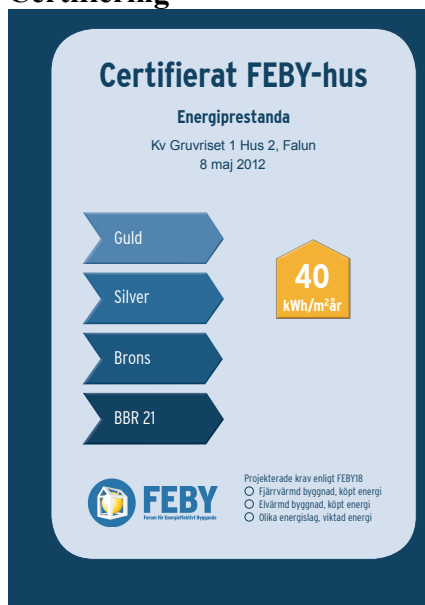 Certifiering
Certifierat FEBY-hus
Energiprestanda
Kv Gruvriset 1 Hus 2, Falun
8 maj 2012
Guld
40
kWh/m²år
Silver
Brons
BBR 21
FEBY
Forum för Energieffektivt Byggande
Projekterade krav enligt FEBY18
Fjärrvärmd byggnad, köpt energi
Elvärmd byggnad, köpt energi
Olika energislag, viktad energi